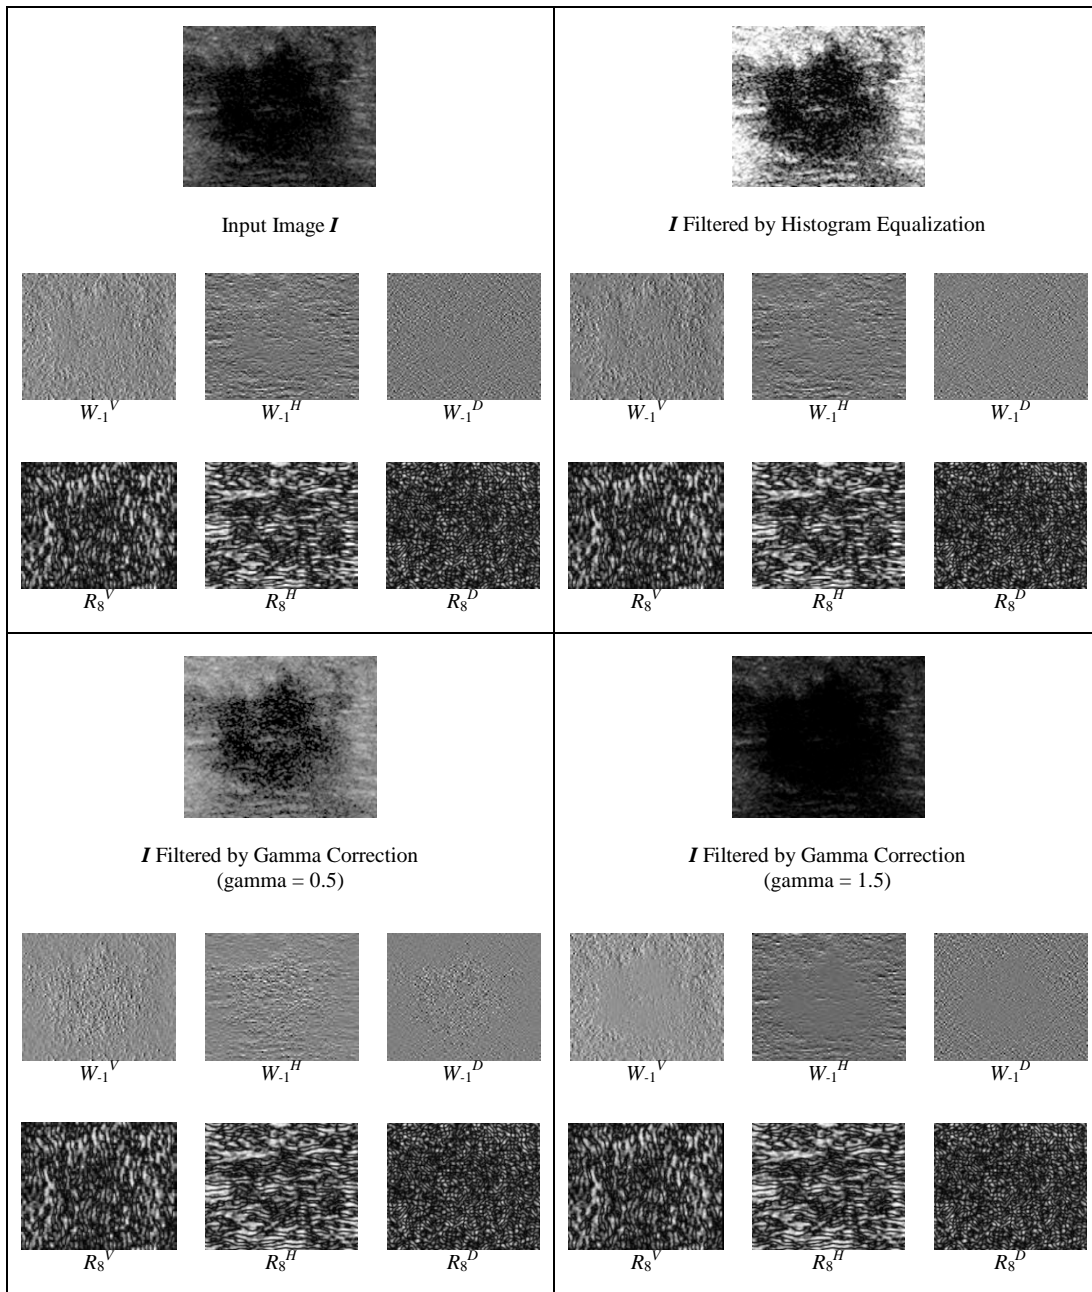 Input Image I
W-1V W-1H W-1D
R8V R8H R8D
I Filtered by Histogram Equalization
W-1V W-1H W-1D
R8V R8H R8D
I Filtered by Gamma Correction
(gamma = 0.5)
W-1V W-1H W-1D
R8V R8H R8D
I Filtered by Gamma Correction
(gamma = 1.5)
W-1V W-1H W-1D
R8V R8H R8D